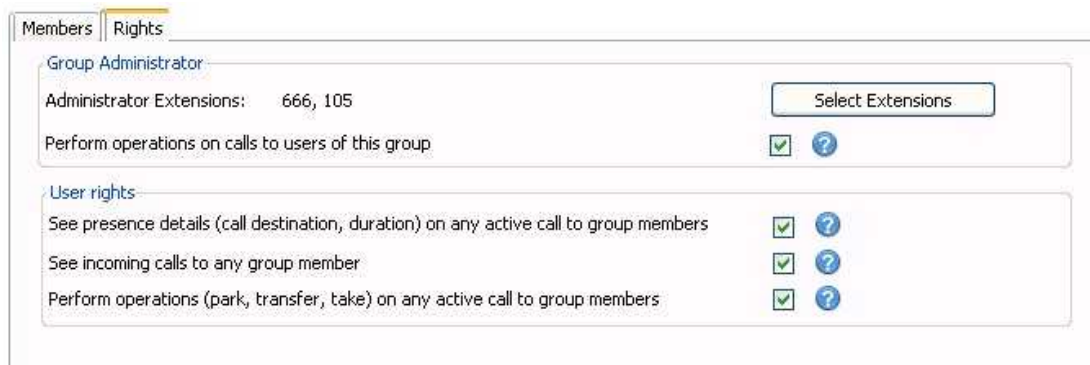 Members Rights
Group Administrator
Administrator Extensions: 666, 105 Select Extensions
Perform operations on calls to users of this group ?
User rights
See presence details (call destination, duration) on any active call to group members ?
See incoming calls to any group member ?
Perform operations (park, transfer, take) on any active call to group members ?